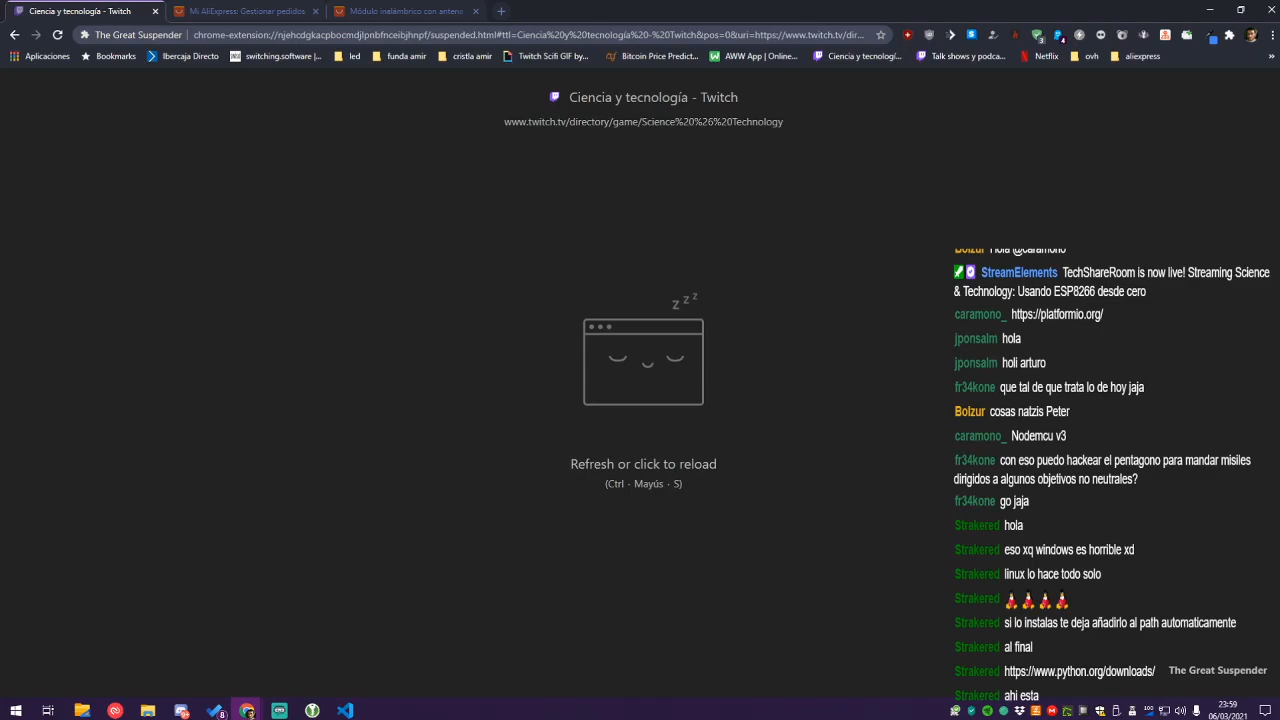 Ciencia y tecnología - Twitch
Mi AliExpress: Gestionar pedidos
Módulo inalámbrico con antena
The Great Suspender
chrome-extension://njehcdgkacpbocmdjlpnbfnceibjhnpf/suspended.html#ttl=Ciencia%20y%20tecnología%20-%20Twitch&pos=0&uri=https://www.twitch.tv/dir...
Aplicaciones
Bookmarks
Ibercaja Directo
switching.software |...
led
funda amir
cristla amir
Twitch Scifi GIF by...
Bitcoin Price Predict...
AWW App | Online...
Ciencia y tecnologí...
Talk shows y podca...
Netflix
ovh
aliexpress
»
Ciencia y tecnología - Twitch
www.twitch.tv/directory/game/Science%20%26%20Technology
z z z
Refresh or click to reload
(Ctrl · Mayús · S)
Bolzur Hola @caramono
StreamElements TechShareRoom is now live! Streaming Science
& Technology: Usando ESP8266 desde cero
caramono_ https://platformio.org/
jponsalm hola
jponsalm holi arturo
fr34kone que tal de que trata lo de hoy jaja
Bolzur cosas natzis Peter
caramono_ Nodemcu v3
fr34kone con eso puedo hackear el pentagono para mandar misiles
dirigidos a algunos objetivos no neutrales?
fr34kone go jaja
Strakered hola
Strakered eso xq windows es horrible xd
Strakered linux lo hace todo solo
Strakered
Strakered si lo instalas te deja añadirlo al path automaticamente
Strakered al final
Strakered https://www.python.org/downloads/
The Great Suspender
Strakered ahi esta
8
100
23:59
06/03/2021